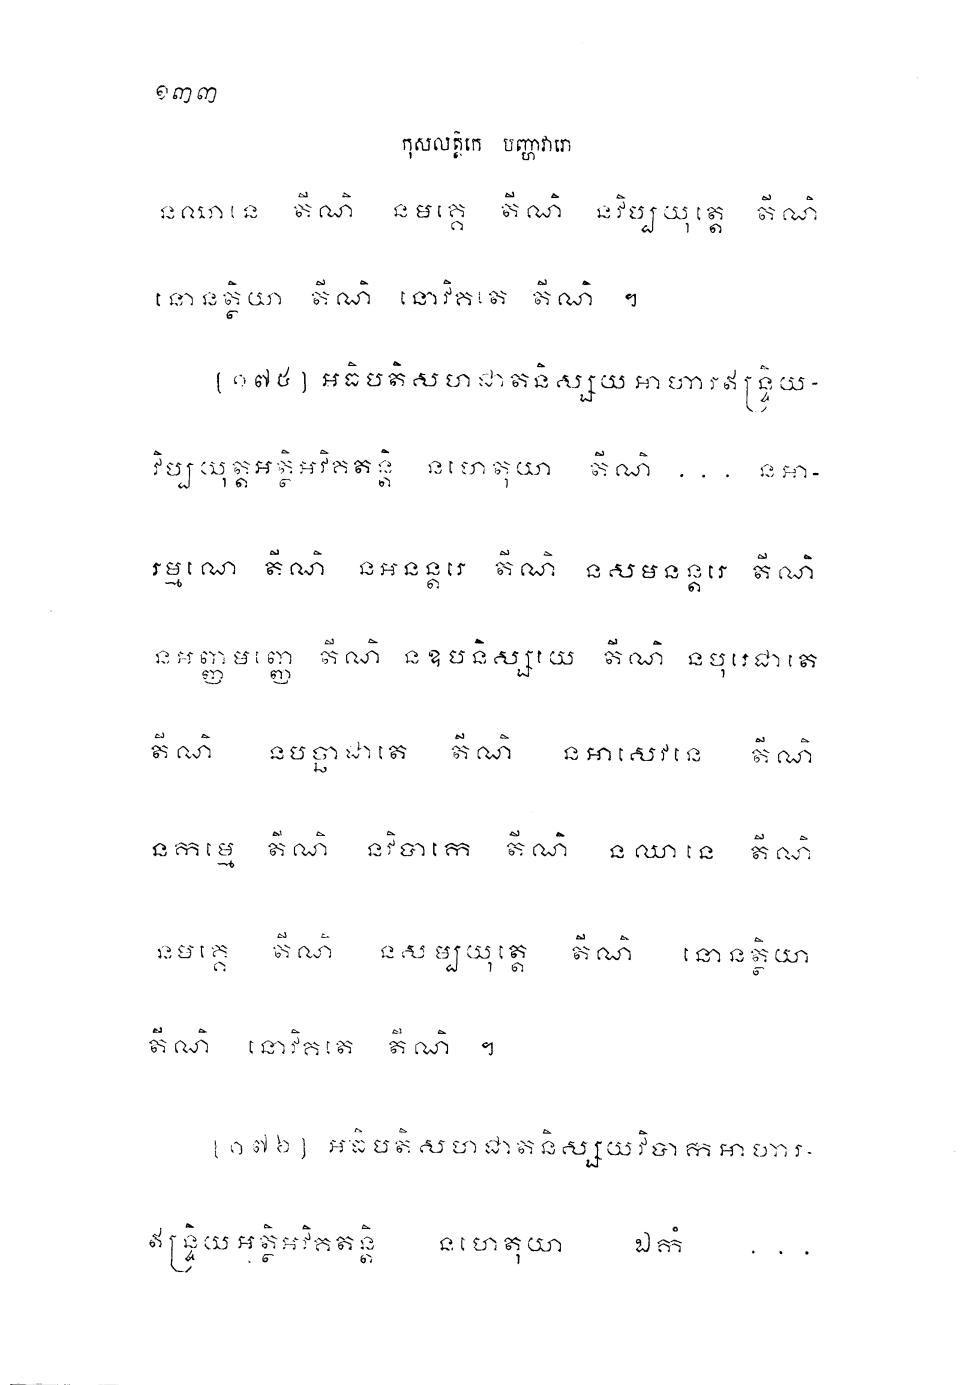 ១៣៣
កុសលត្តិកេ បញ្ហាវារោ
នឈានេ តីណិ នមគ្គេ តីណិ នវិប្បយុត្តេ តីណិ
នោនត្ថិយា តីណិ នោវិគតេ តីណិ ។
(១៧៥) អធិបតិសហជាតនិស្សយអាហារឥន្ទ្រិយ-
វិប្បយុត្តអត្ថិអវិគតន្តិ នហេតុយា តីណិ ... នអា-
រម្មណេ តីណិ នអនន្តរេ តីណិ នសមនន្តរេ តីណិ
នអញ្ញមញ្ញេ តីណិ នឧបនិស្សយេ តីណិ នបុរេជាតេ
តីណិ នបច្ឆាជាតេ តីណិ នអាសេវនេ តីណិ
នកម្មេ តីណិ នវិបាកេ តីណិ នឈានេ តីណិ
នមគ្គេ តីណិ នសម្បយុត្តេ តីណិ នោនត្ថិយា
តីណិ នោវិគតេ តីណិ ។
(១៧៦) អធិបតិសហជាតនិស្សយវិបាកអាហារ-
ឥន្ទ្រិយអត្ថិអវិគតន្តិ នហេតុយា ឯកំ ...